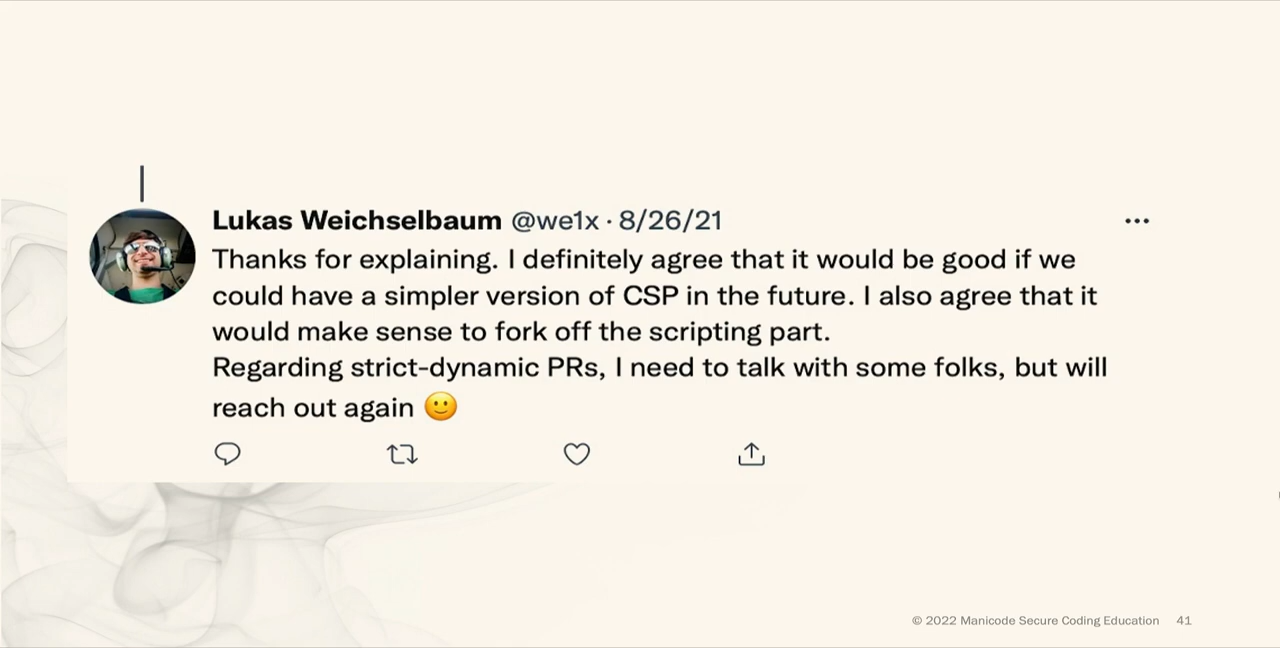 Lukas Weichselbaum @we1x · 8/26/21
Thanks for explaining. I definitely agree that it would be good if we
could have a simpler version of CSP in the future. I also agree that it
would make sense to fork off the scripting part.
Regarding strict-dynamic PRs, I need to talk with some folks, but will
reach out again 🙂
© 2022 Manicode Secure Coding Education 41